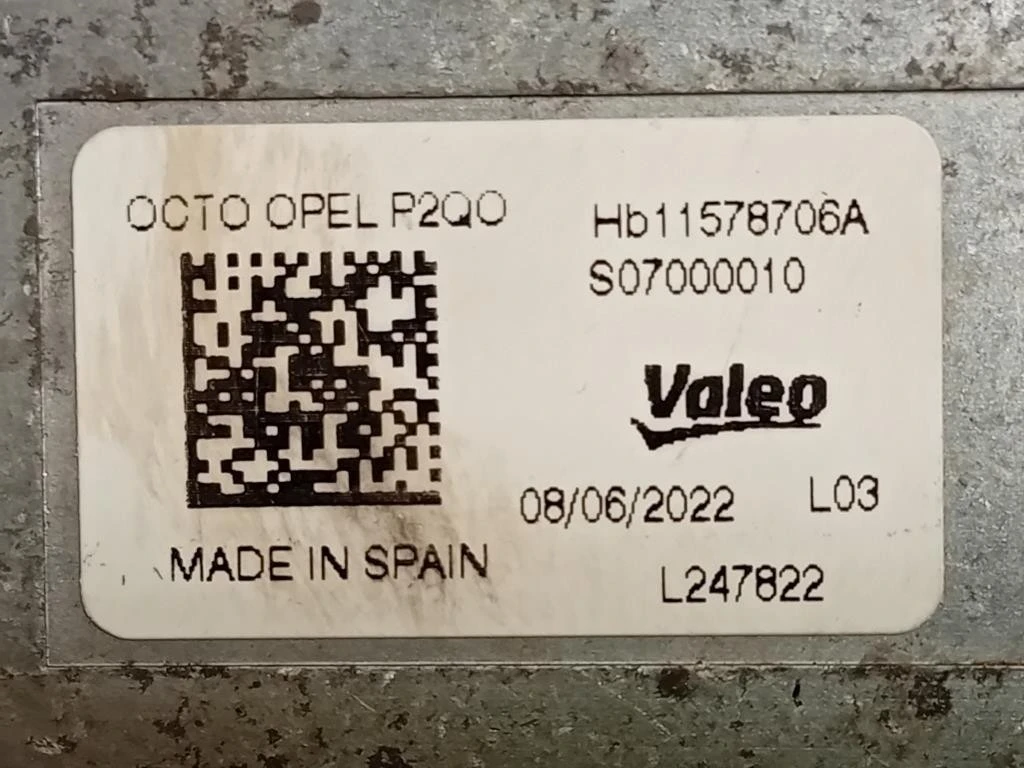 OCTO OPEL P2QO
Hb11578706A
S07000010
Valeo
08/06/2022 L03
MADE IN SPAIN
L247822